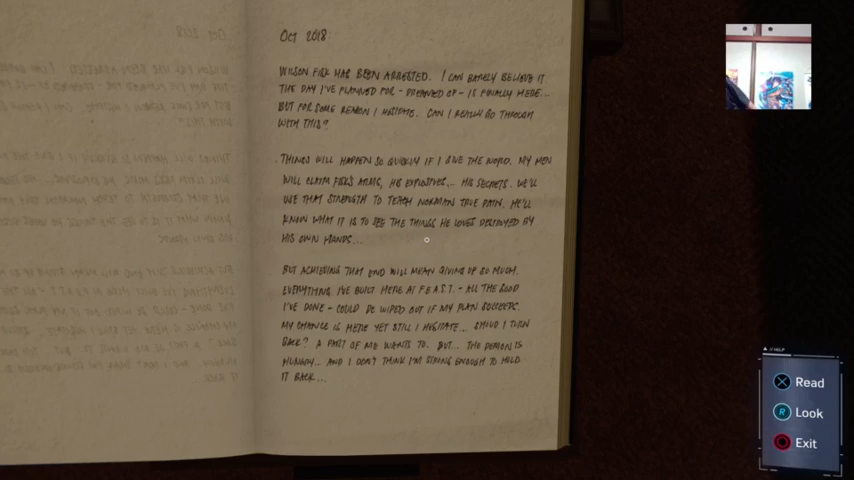 OCT 2018
WILSON FISK HAS BEEN ARRESTED. I CAN BARELY BELIEVE IT
THE DAY I'VE PLANNED FOR - DREAMED OF - IS FINALLY HERE...
BUT FOR SOME REASON I HESITATE. CAN I REALLY GO THROUGH
WITH THIS?
THINGS WILL HAPPEN SO QUICKLY IF I GIVE THE WORD. MY MEN
WILL CLAIM FISK'S ARMS, HIS EXPLOSIVES... HIS SECRETS. WE'LL
USE THAT STRENGTH TO TEACH NORMAN TRUE PAIN. HE'LL
KNOW WHAT IT IS TO SEE THE THINGS HE LOVES DESTROYED BY
HIS OWN HANDS...
BUT ACHIEVING THAT END WILL MEAN GIVING UP SO MUCH.
EVERYTHING I'VE BUILT HERE AT F.E.A.S.T. - ALL THE GOOD
I'VE DONE - COULD BE WIPED OUT IF MY PLAN SUCCEEDS.
MY CHANCE IS HERE YET STILL I HESITATE... SHOULD I TURN
BACK? A PART OF ME WANTS TO. BUT... THE DEMON IS
HUNGRY... AND I DON'T THINK I'M STRONG ENOUGH TO HOLD
IT BACK...
Read
R Look
Exit